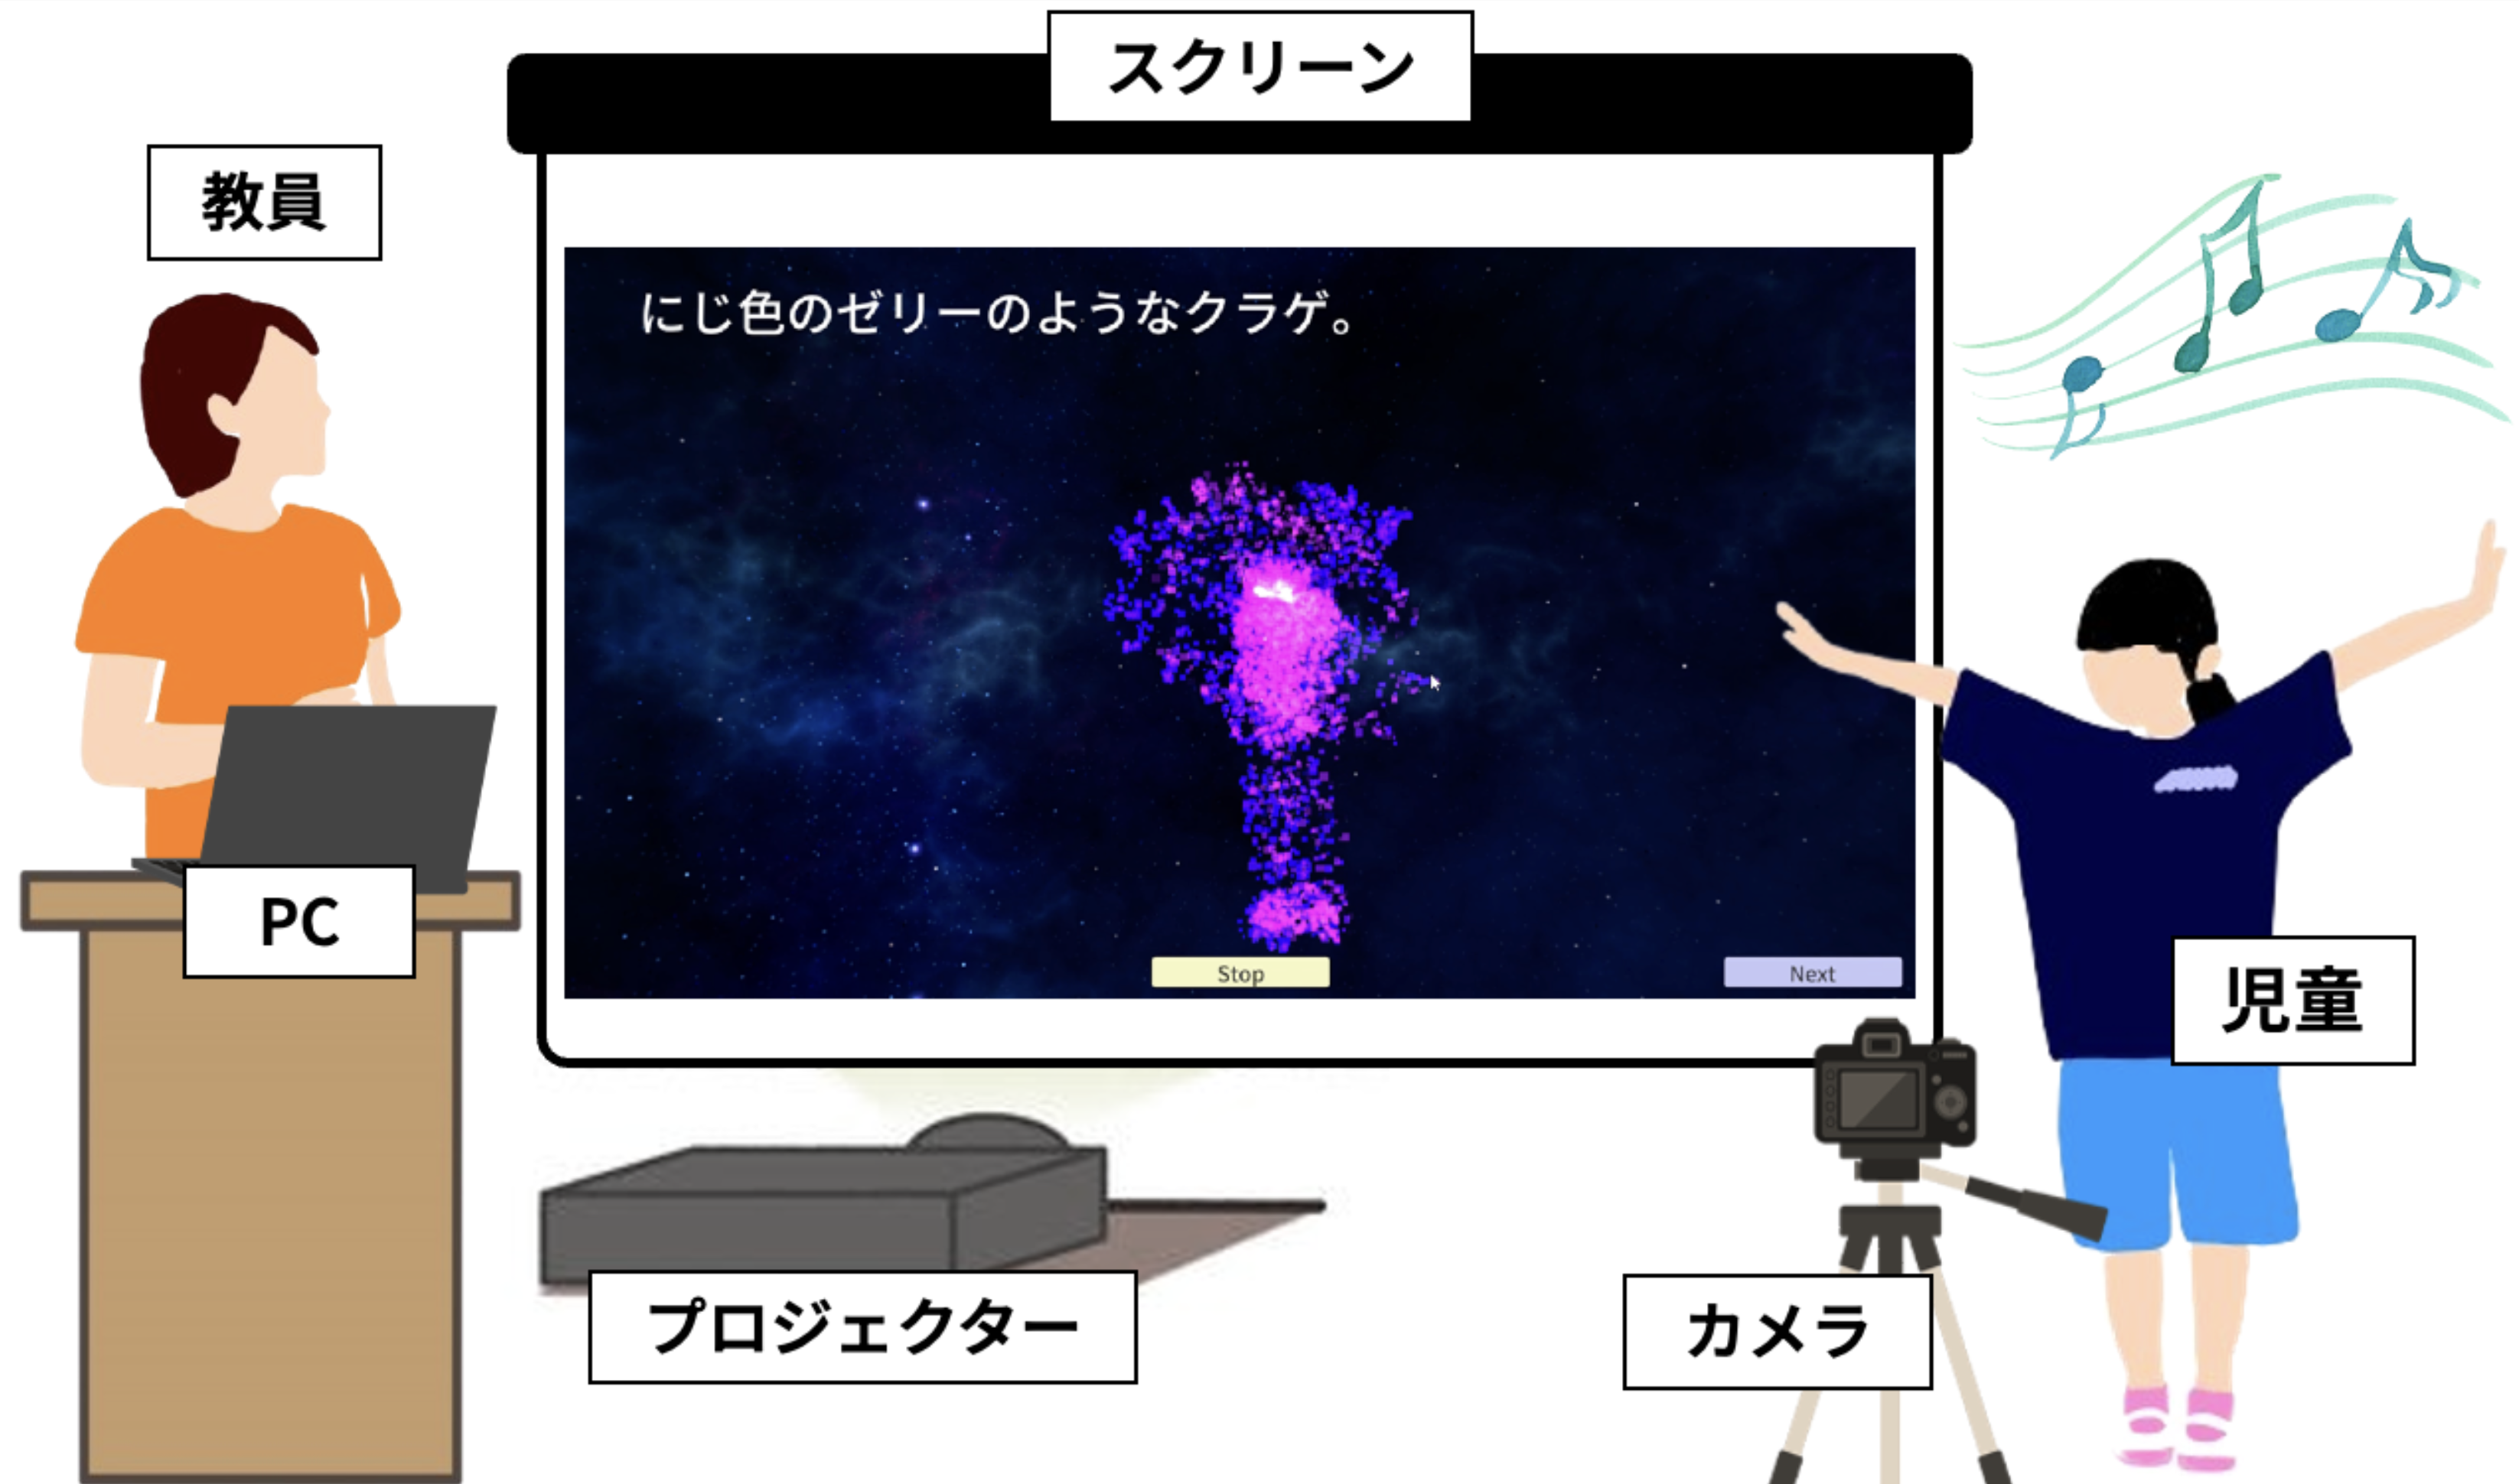 スクリーン
教員
にじ色のゼリーのようなクラゲ。
PC
Stop
Next
児童
プロジェクター
カメラ